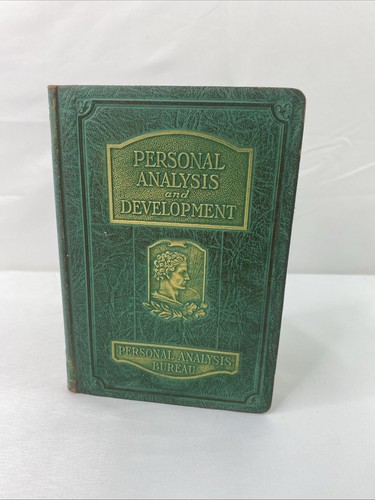 PERSONAL
ANALYSIS
and
DEVELOPMENT
PERSONAL ANALYSIS
BUREAU